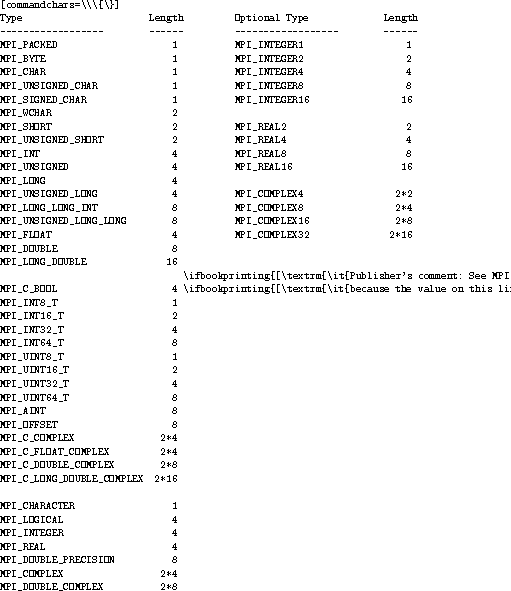 [commandchars=\\\{\}]
Type                  Length        Optional Type        Length
------------------    ------        ------------------   ------
MPI_PACKED                 1        MPI_INTEGER1              1
MPI_BYTE                   1        MPI_INTEGER2              2
MPI_CHAR                   1        MPI_INTEGER4              4
MPI_UNSIGNED_CHAR          1        MPI_INTEGER8              8
MPI_SIGNED_CHAR            1        MPI_INTEGER16            16
MPI_WCHAR                  2
MPI_SHORT                  2        MPI_REAL2                 2
MPI_UNSIGNED_SHORT         2        MPI_REAL4                 4
MPI_INT                    4        MPI_REAL8                 8
MPI_UNSIGNED               4        MPI_REAL16               16
MPI_LONG                   4
MPI_UNSIGNED_LONG          4        MPI_COMPLEX4            2*2
MPI_LONG_LONG_INT          8        MPI_COMPLEX8            2*4
MPI_UNSIGNED_LONG_LONG     8        MPI_COMPLEX16           2*8
MPI_FLOAT                  4        MPI_COMPLEX32          2*16
MPI_DOUBLE                 8
MPI_LONG_DOUBLE           16
\ifbookprinting{[\textrm{\it{Publisher's comment: See MPI
MPI_C_BOOL                 4 \ifbookprinting{[\textrm{\it{because the value on this li
MPI_INT8_T                 1
MPI_INT16_T                2
MPI_INT32_T                4
MPI_INT64_T                8
MPI_UINT8_T                1
MPI_UINT16_T               2
MPI_UINT32_T               4
MPI_UINT64_T               8
MPI_AINT                   8
MPI_OFFSET                 8
MPI_C_COMPLEX            2*4
MPI_C_FLOAT_COMPLEX      2*4
MPI_C_DOUBLE_COMPLEX     2*8
MPI_C_LONG_DOUBLE_COMPLEX 2*16
MPI_CHARACTER              1
MPI_LOGICAL                4
MPI_INTEGER                4
MPI_REAL                   4
MPI_DOUBLE_PRECISION       8
MPI_COMPLEX              2*4
MPI_DOUBLE_COMPLEX       2*8